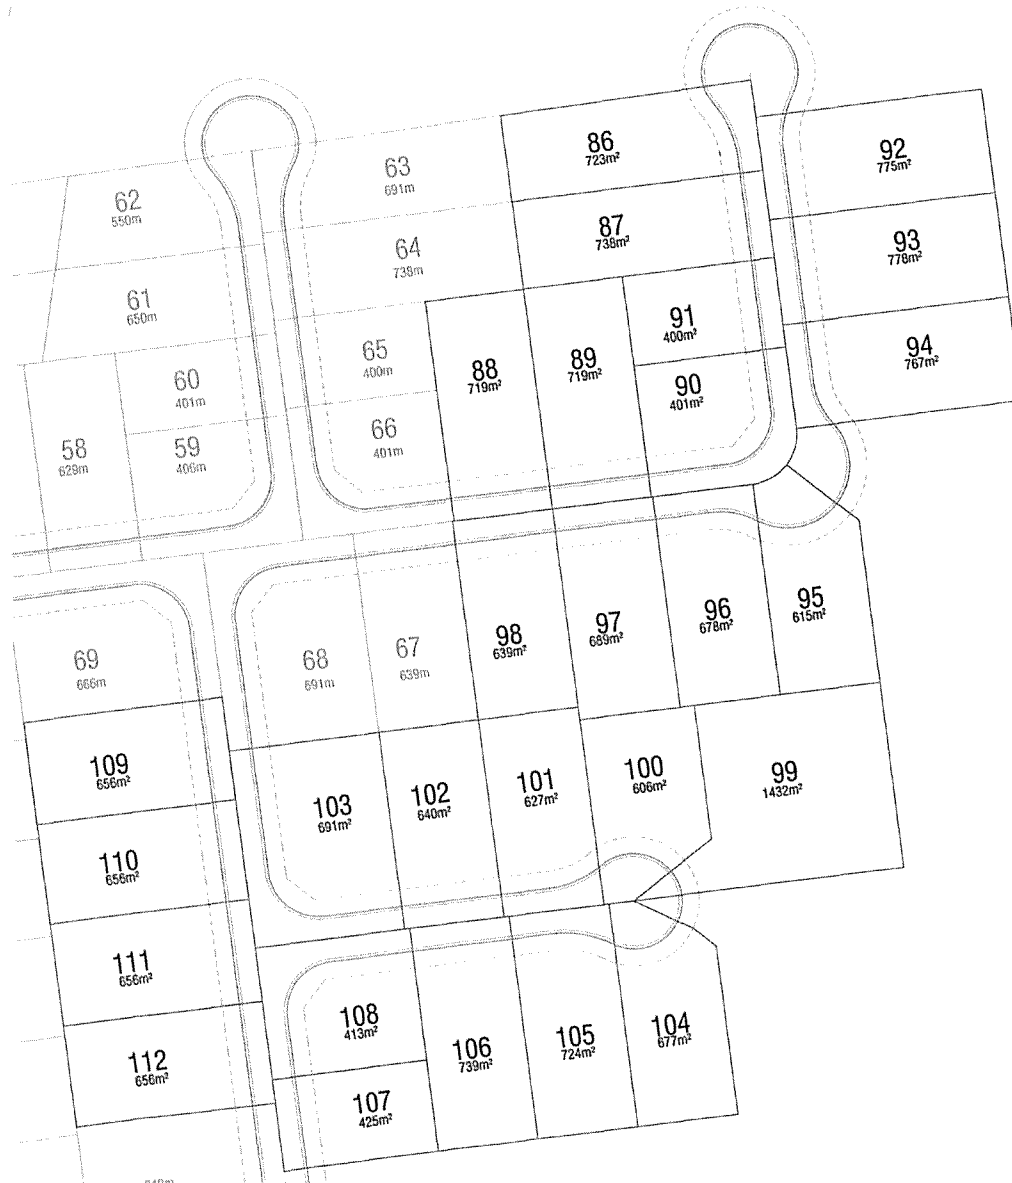 86
723m²
92
775m²
63
691m
62
550m
87
738m²
93
778m²
64
738m
61
650m
91
400m²
94
767m²
65
400m
88
719m²
89
719m²
60
401m
90
401m²
66
401m
58
629m
59
406m
95
615m²
96
678m²
97
689m²
98
639m²
67
639m
68
691m
69
666m
109
656m²
103
691m²
102
640m²
101
627m²
100
606m²
99
1432m²
110
656m²
111
656m²
108
413m²
106
739m²
105
724m²
104
677m²
112
656m²
107
425m²